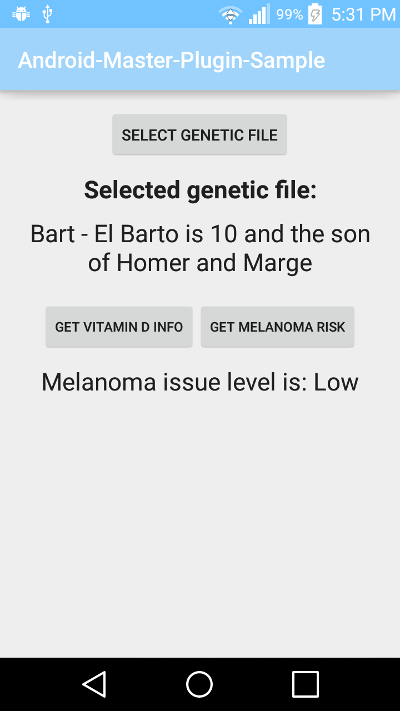 99% 5:31 PM
Android-Master-Plugin-Sample
SELECT GENETIC FILE
Selected genetic file:
Bart - El Barto is 10 and the son
of Homer and Marge
GET VITAMIN D INFO GET MELANOMA RISK
Melanoma issue level is: Low